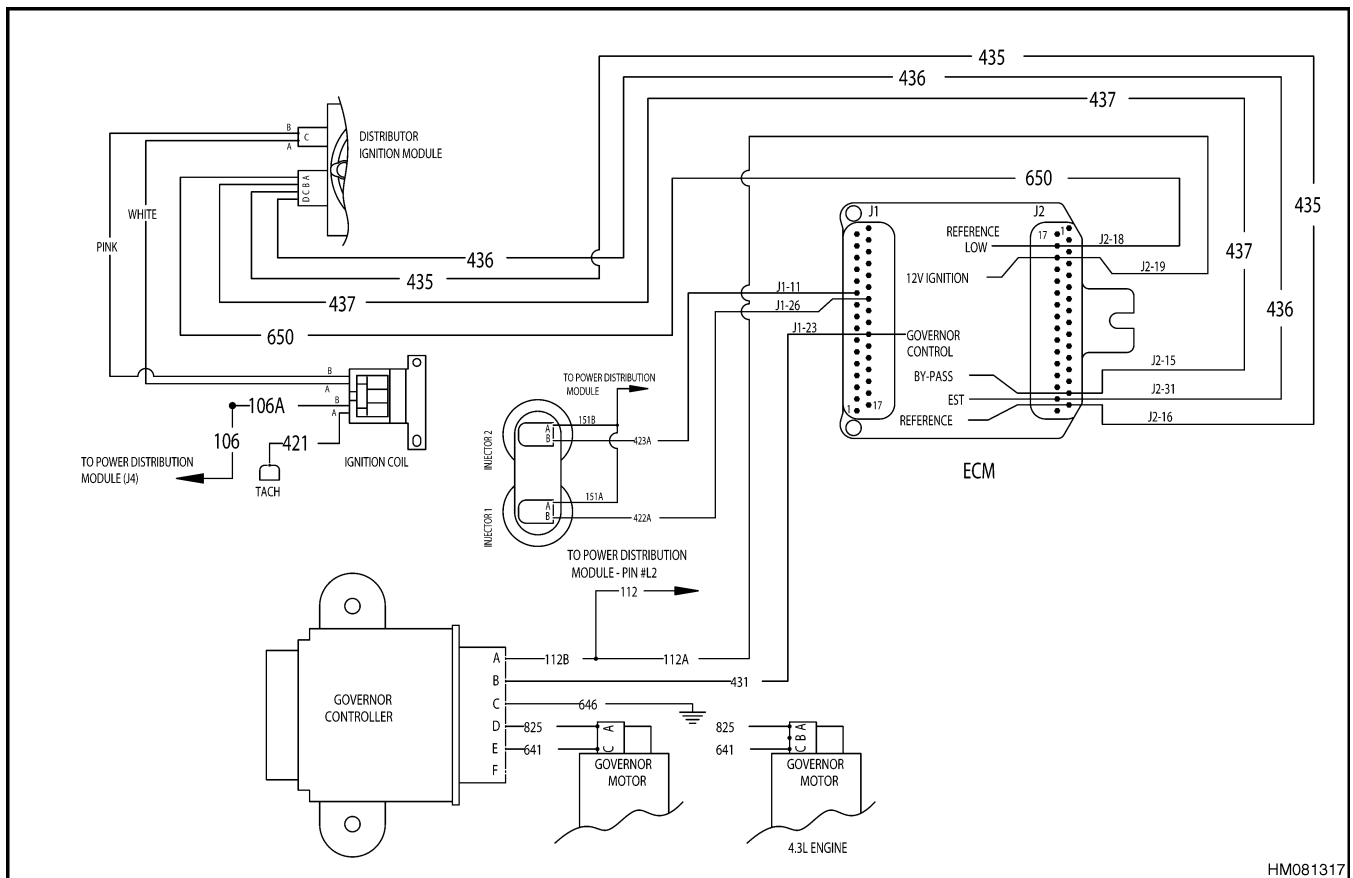 435
436
437
B
C
A
DISTRIBUTOR
IGNITION MODULE
D C B A
650
WHITE
PINK
435
437
436
J1
J2
REFERENCE
LOW
17
1
J2-18
12V IGNITION
J2-19
436
435
437
650
J1-11
J1-26
J1-23
GOVERNOR
CONTROL
BY-PASS
J2-15
EST
J2-31
REFERENCE
J2-16
1
17
ECM
B
A
B
A
106A
106
421
TO POWER DISTRIBUTION
MODULE (J4)
TACH
IGNITION COIL
TO POWER DISTRIBUTION
MODULE
INJECTOR 2
A
B
151B
423A
INJECTOR 1
A
B
151A
422A
TO POWER DISTRIBUTION
MODULE - PIN #L2
112
GOVERNOR
CONTROLLER
A
112B
112A
B
431
C
646
D
825
E
641
F
A
C
GOVERNOR
MOTOR
825
641
C B A
GOVERNOR
MOTOR
4.3L ENGINE
HM081317